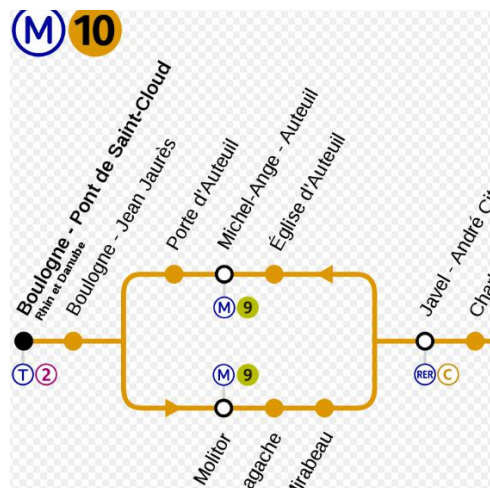 M 10
Boulogne - Pont de Saint-Cloud
Rhin et Danube
Boulogne - Jean Jaurès
Porte d'Auteuil
Michel-Ange - Auteuil
Église d'Auteuil
Javel - André
M 9
M 9
T 2
RER C
Molitor